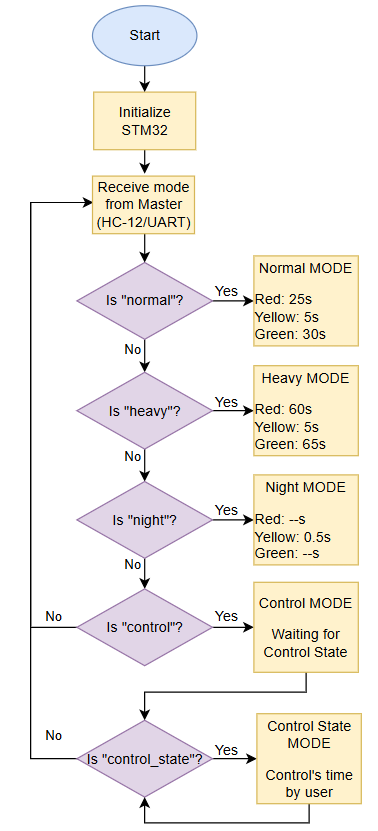 Start
Initialize
STM32
Receive mode
from Master
(HC-12/UART)
Is "normal"?
Yes
Normal MODE
Red: 25s
Yellow: 5s
Green: 30s
No
Is "heavy"?
Yes
Heavy MODE
Red: 60s
Yellow: 5s
Green: 65s
No
Is "night"?
Yes
Night MODE
Red: --s
Yellow: 0.5s
Green: --s
No
Is "control"?
Yes
No
Control MODE
Waiting for
Control State
Is "control_state"?
Yes
No
Control State
MODE
Control's time
by user